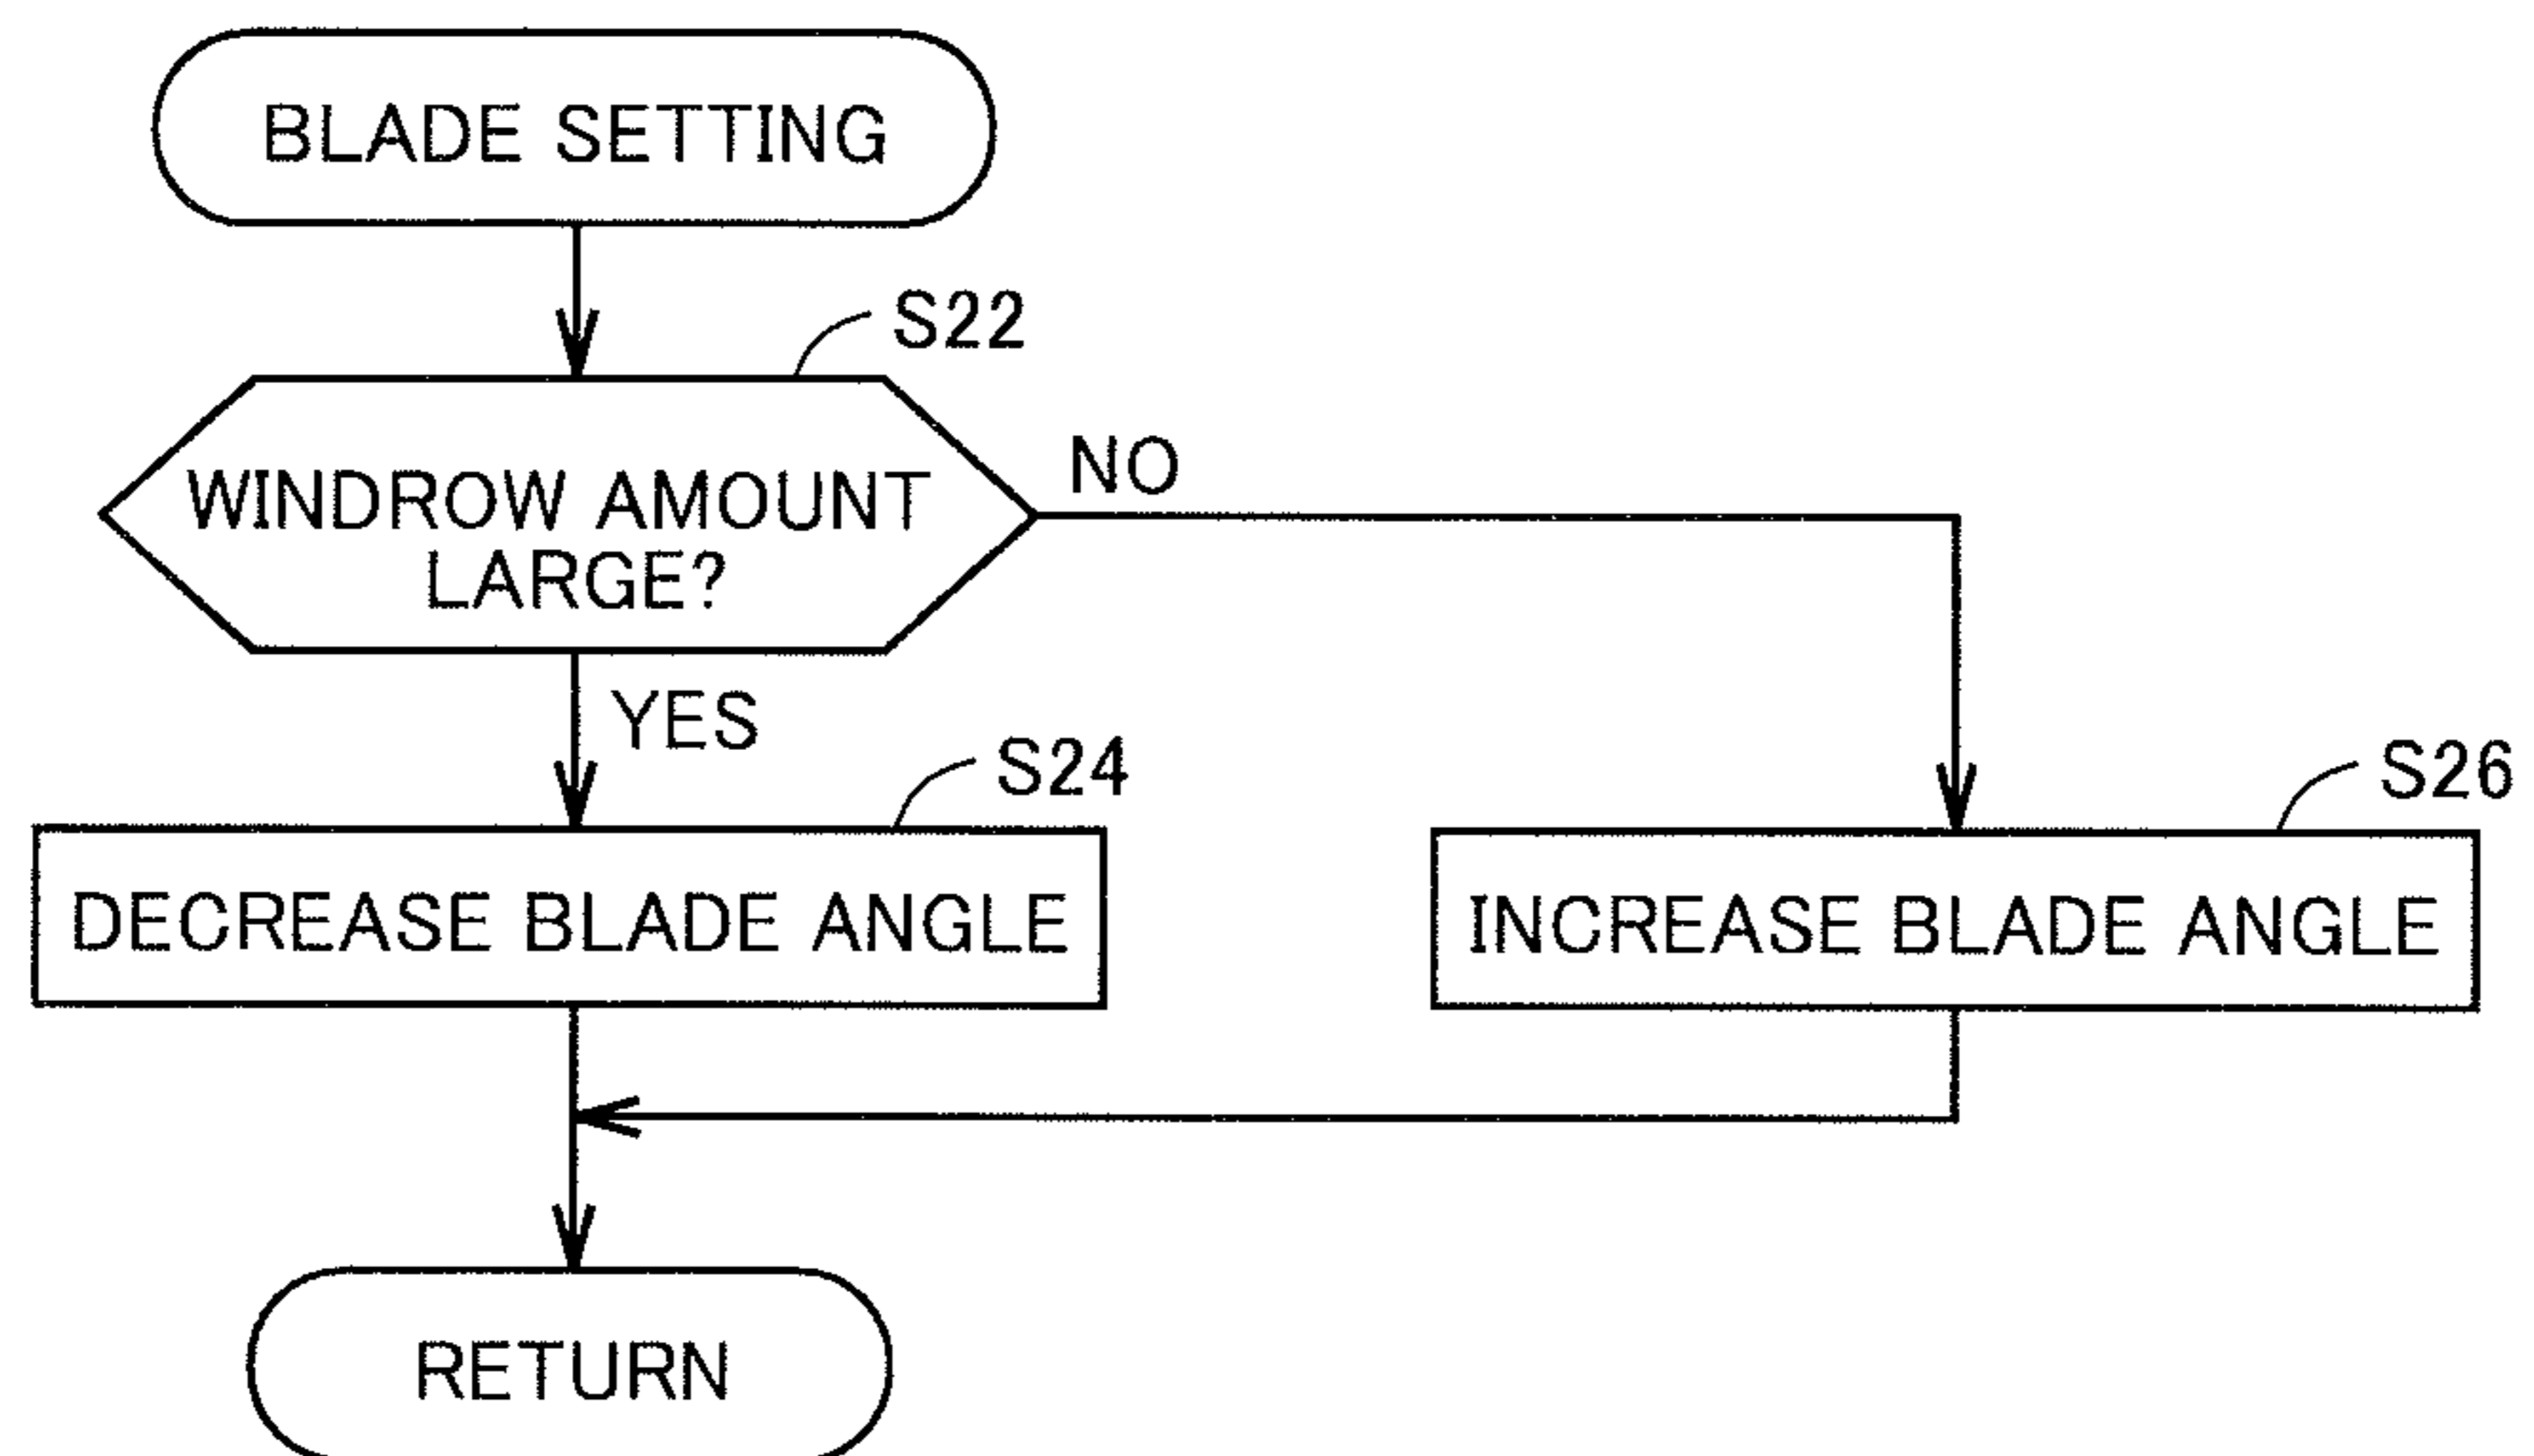 BLADE SETTING
S22
WINDROW AMOUNT
LARGE?
NO
YES
S24
S26
DECREASE BLADE ANGLE
INCREASE BLADE ANGLE
RETURN